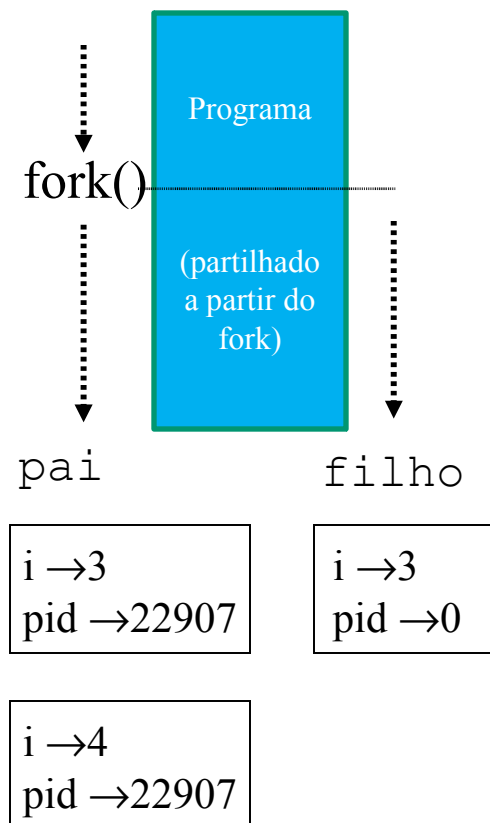 Programa
fork()
(partilhado
a partir do
fork)
pai
filho
i →3
pid →22907
i →3
pid →0
i →4
pid →22907